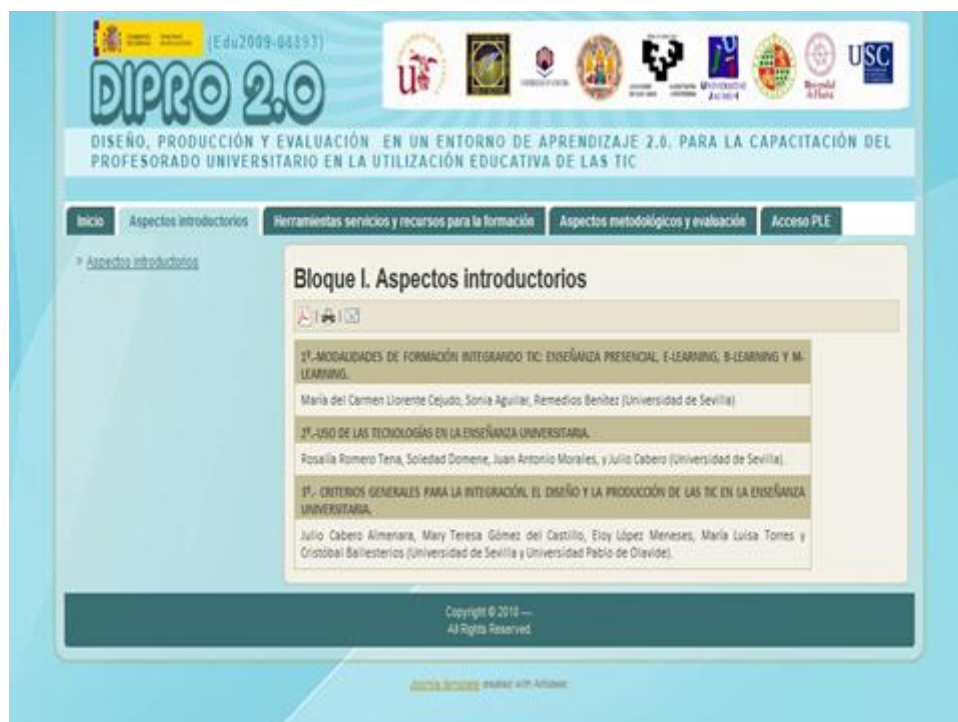 (Edu2009-08893)
DIPRO 2.0
DISEÑO, PRODUCCIÓN Y EVALUACIÓN EN UN ENTORNO DE APRENDIZAJE 2.0. PARA LA CAPACITACIÓN DEL
PROFESORADO UNIVERSITARIO EN LA UTILIZACIÓN EDUCATIVA DE LAS TIC
USC
Inicio Aspectos introductorios Herramientas servicios y recursos para la formación Aspectos metodológicos y evaluación Acceso PLE
» Aspectos introductorios
Bloque I. Aspectos introductorios
1º.-MODALIDADES DE FORMACIÓN INTEGRANDO TIC: ENSEÑANZA PRESENCIAL, E-LEARNING, B-LEARNING Y M-
LEARNING.
María del Carmen Llorente Cejudo, Sonia Aguilar, Remedios Benítez (Universidad de Sevilla)
2º.-USO DE LAS TECNOLOGÍAS EN LA ENSEÑANZA UNIVERSITARIA.
Rosalía Romero Tena, Soledad Domene, Juan Antonio Morales, y Julio Cabero (Universidad de Sevilla).
3º.- CRITERIOS GENERALES PARA LA INTEGRACIÓN, EL DISEÑO Y LA PRODUCCIÓN DE LAS TIC EN LA ENSEÑANZA
UNIVERSITARIA.
Julio Cabero Almenara, Mary Teresa Gómez del Castillo, Eloy López Meneses, María Luisa Torres y
Cristóbal Ballesterios (Universidad de Sevilla y Universidad Pablo de Olavide).
Copyright © 2010 ---.
All Rights Reserved.
Joomla template created with Artisteer.